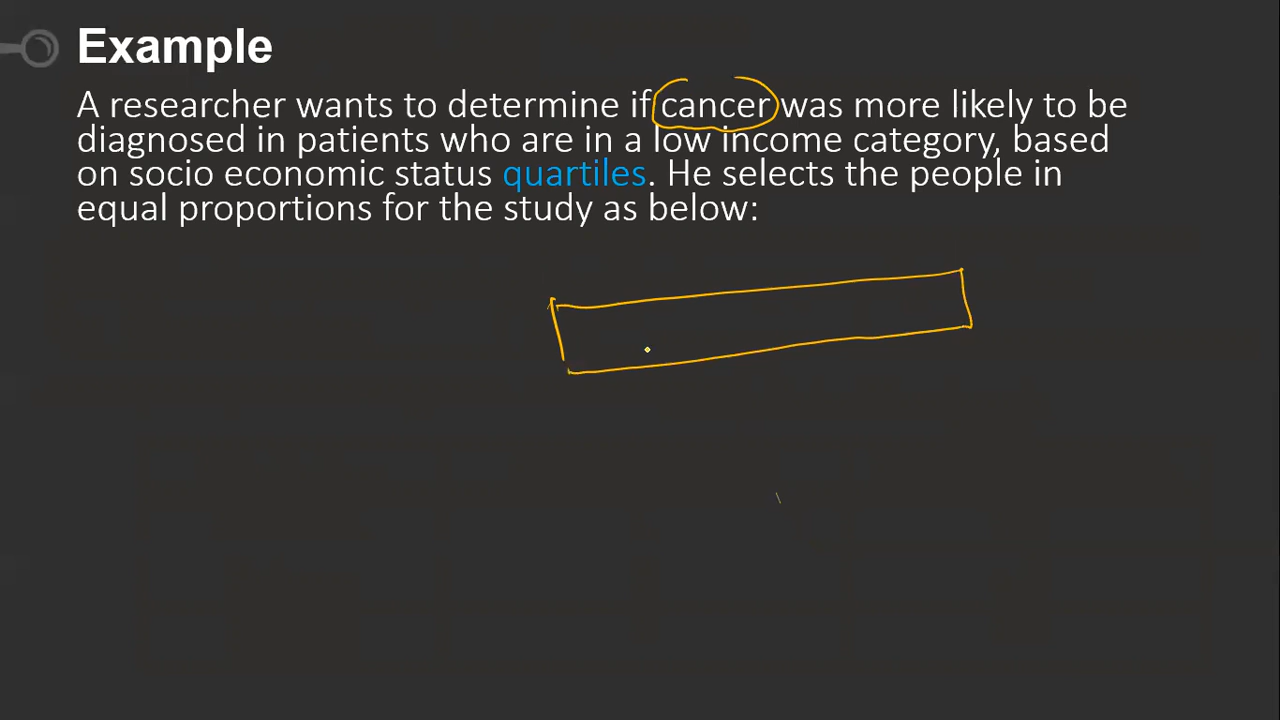 Example
A researcher wants to determine if cancer was more likely to be
diagnosed in patients who are in a low income category, based
on socio economic status quartiles. He selects the people in
equal proportions for the study as below: